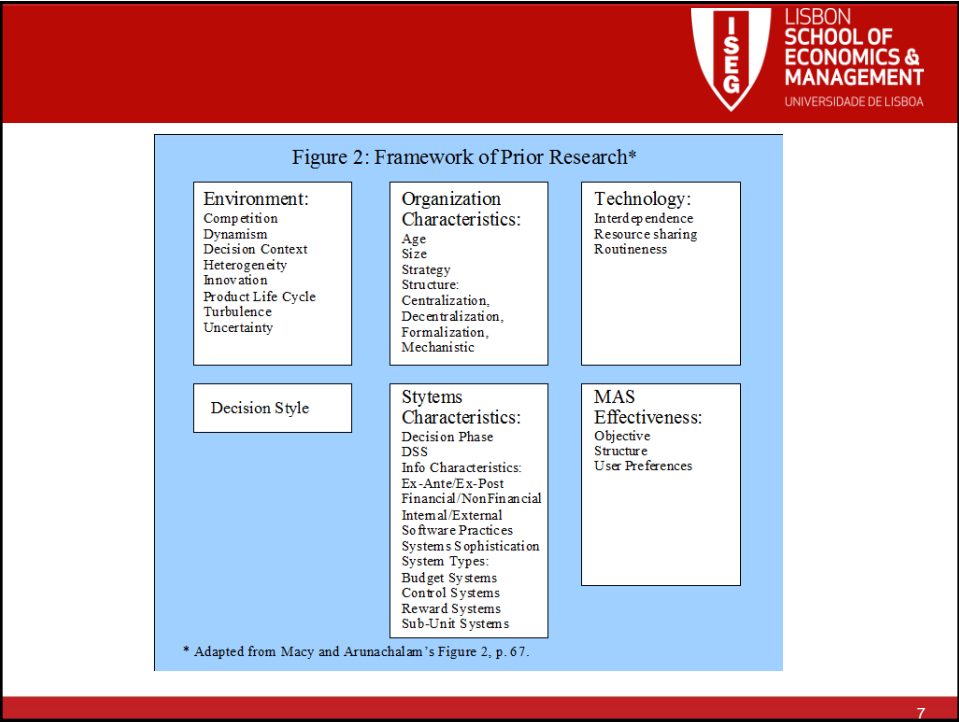 ISEG
LISBON
SCHOOL OF
ECONOMICS &
MANAGEMENT
UNIVERSIDADE DE LISBOA
Figure 2: Framework of Prior Research*
Environment:
Competition
Dynamism
Decision Context
Heterogeneity
Innovation
Product Life Cycle
Turbulence
Uncertainty
Organization
Characteristics:
Age
Size
Strategy
Structure:
Centralization,
Decentralization,
Formalization,
Mechanistic
Technology:
Interdependence
Resource sharing
Routineness
Decision Style
Stytems
Characteristics:
Decision Phase
DSS
Info Characteristics:
Ex-Ante/Ex-Post
Financial/NonFinancial
Internal/External
Software Practices
Systems Sophistication
System Types:
Budget Systems
Control Systems
Reward Systems
Sub-Unit Systems
MAS
Effectiveness:
Objective
Structure
User Preferences
* Adapted from Macy and Arunachalam's Figure 2, p. 67.
7